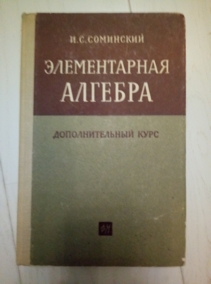 И.С.СОМИНСКИЙ
ЭЛЕМЕНТАРНАЯ
АЛГЕБРА
ДОПОЛНИТЕЛЬНЫЙ КУРС